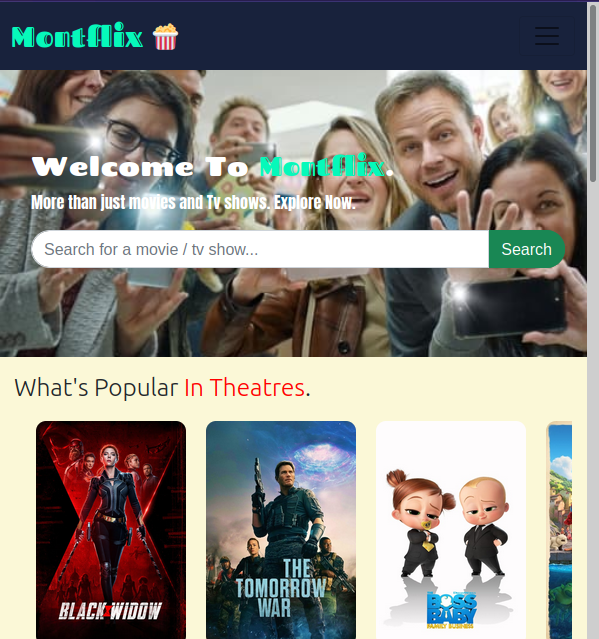 Montflix
Welcome To Montflix.
More than just movies and Tv shows. Explore Now.
Search for a movie / tv show...
Search
What's Popular In Theatres.
BLACK WIDOW
THE
TOMORROW
WAR
BOSS
BABY
FAMILY BUSINESS